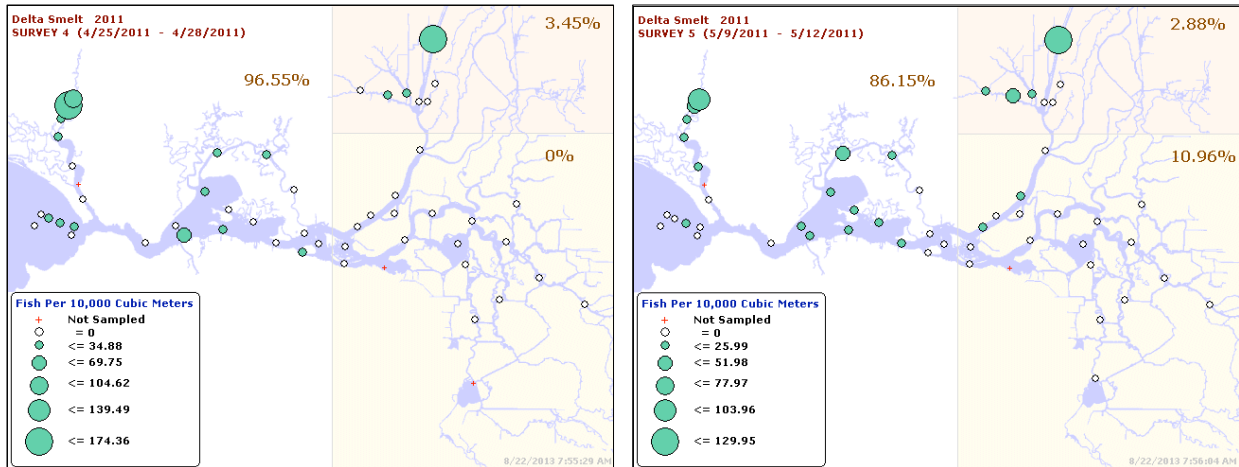 Delta Smelt 2011
SURVEY 4 (4/25/2011 - 4/28/2011)
3.45%
96.55%
0%
Fish Per 10,000 Cubic Meters
Not Sampled
= 0
<= 34.88
<= 69.75
<= 104.62
<= 139.49
<= 174.36
8/22/2013 7:55:29 AM
Delta Smelt 2011
SURVEY 5 (5/9/2011 - 5/12/2011)
2.88%
86.15%
10.96%
Fish Per 10,000 Cubic Meters
Not Sampled
= 0
<= 25.99
<= 51.98
<= 77.97
<= 103.96
<= 129.95
8/22/2013 7:56:04 AM